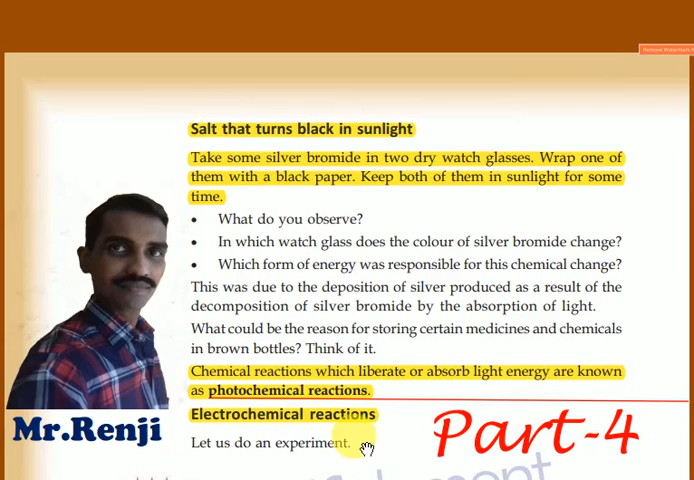 Remove Watermark
Salt that turns black in sunlight
Take some silver bromide in two dry watch glasses. Wrap one of
them with a black paper. Keep both of them in sunlight for some
time.
• What do you observe?
• In which watch glass does the colour of silver bromide change?
• Which form of energy was responsible for this chemical change?
This was due to the deposition of silver produced as a result of the
decomposition of silver bromide by the absorption of light.
What could be the reason for storing certain medicines and chemicals
in brown bottles? Think of it.
Chemical reactions which liberate or absorb light energy are known
as photochemical reactions.
Electrochemical reactions
Let us do an experiment.
Mr.Renji
Part-4